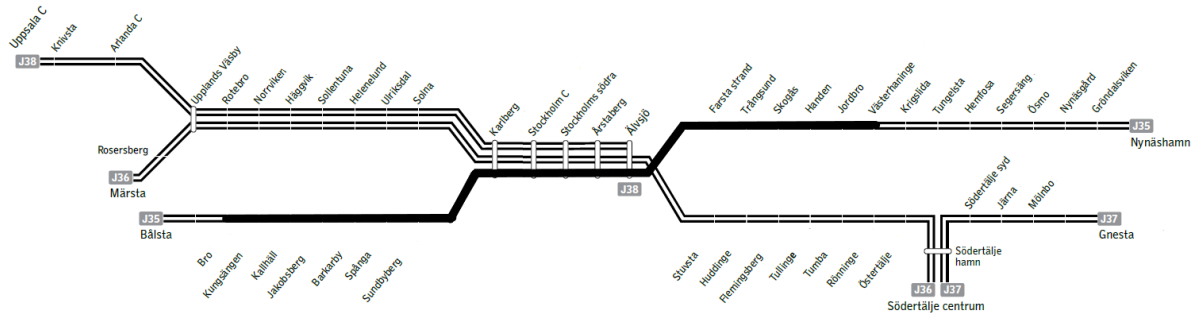 Uppsala C
Knivsta
Arlanda C
J38
Upplands Väsby
Rotebro
Norrviken
Häggvik
Sollentuna
Helenelund
Ulriksdal
Solna
Karlberg
Stockholm C
Stockholms södra
Årstaberg
Älvsjö
Farsta strand
Trångsund
Skogås
Handen
Jordbro
Västerhaninge
Krigslida
Tungelsta
Hemfosa
Segersäng
Ösmo
Nynäsgård
Gröndalsviken
J35
Nynäshamn
Rosersberg
J36
Märsta
J38
J35
Bålsta
Bro
Kungsängen
Kallhäll
Jakobsberg
Barkarby
Spånga
Sundbyberg
Stuvsta
Huddinge
Flemingsberg
Tullinge
Tumba
Rönninge
Östertälje
Södertälje syd
Järna
Mölnbo
J37
Gnesta
Södertälje
hamn
J36
J37
Södertälje centrum